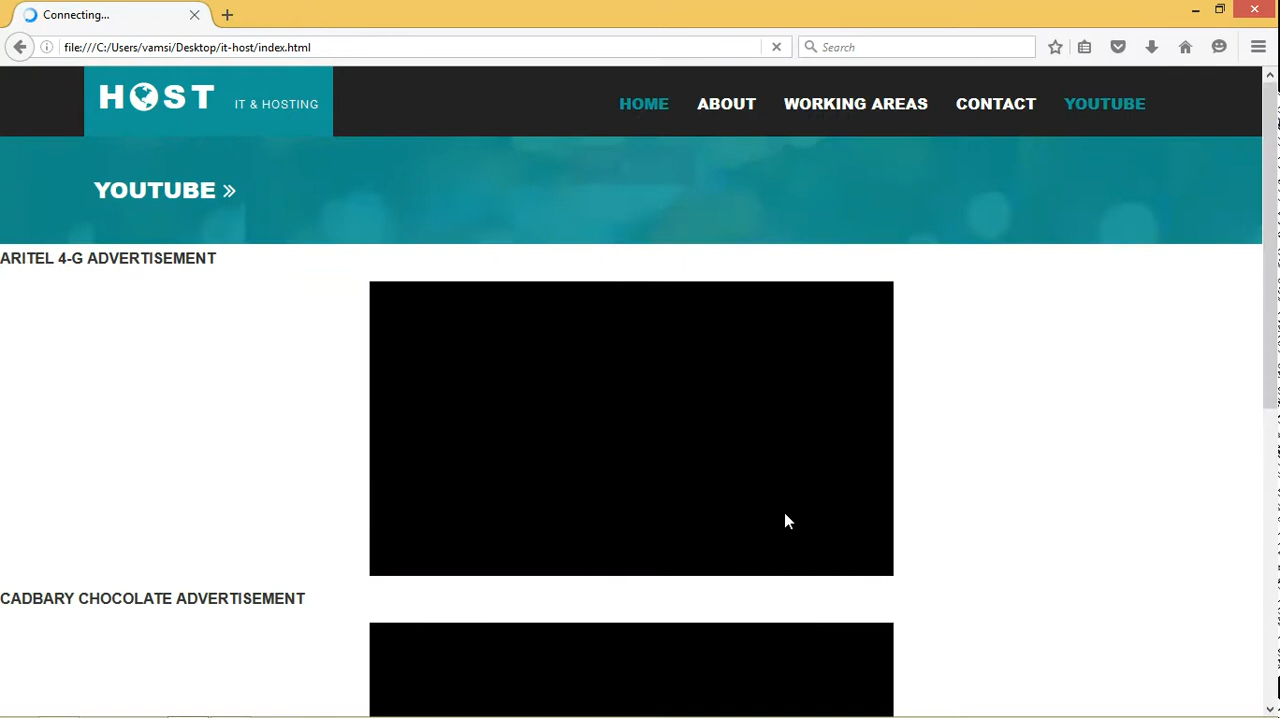 Connecting...
file:///C:/Users/vamsi/Desktop/it-host/index.html
Search
HOST IT & HOSTING
HOME ABOUT WORKING AREAS CONTACT YOUTUBE
YOUTUBE »
ARITEL 4-G ADVERTISEMENT
CADBARY CHOCOLATE ADVERTISEMENT